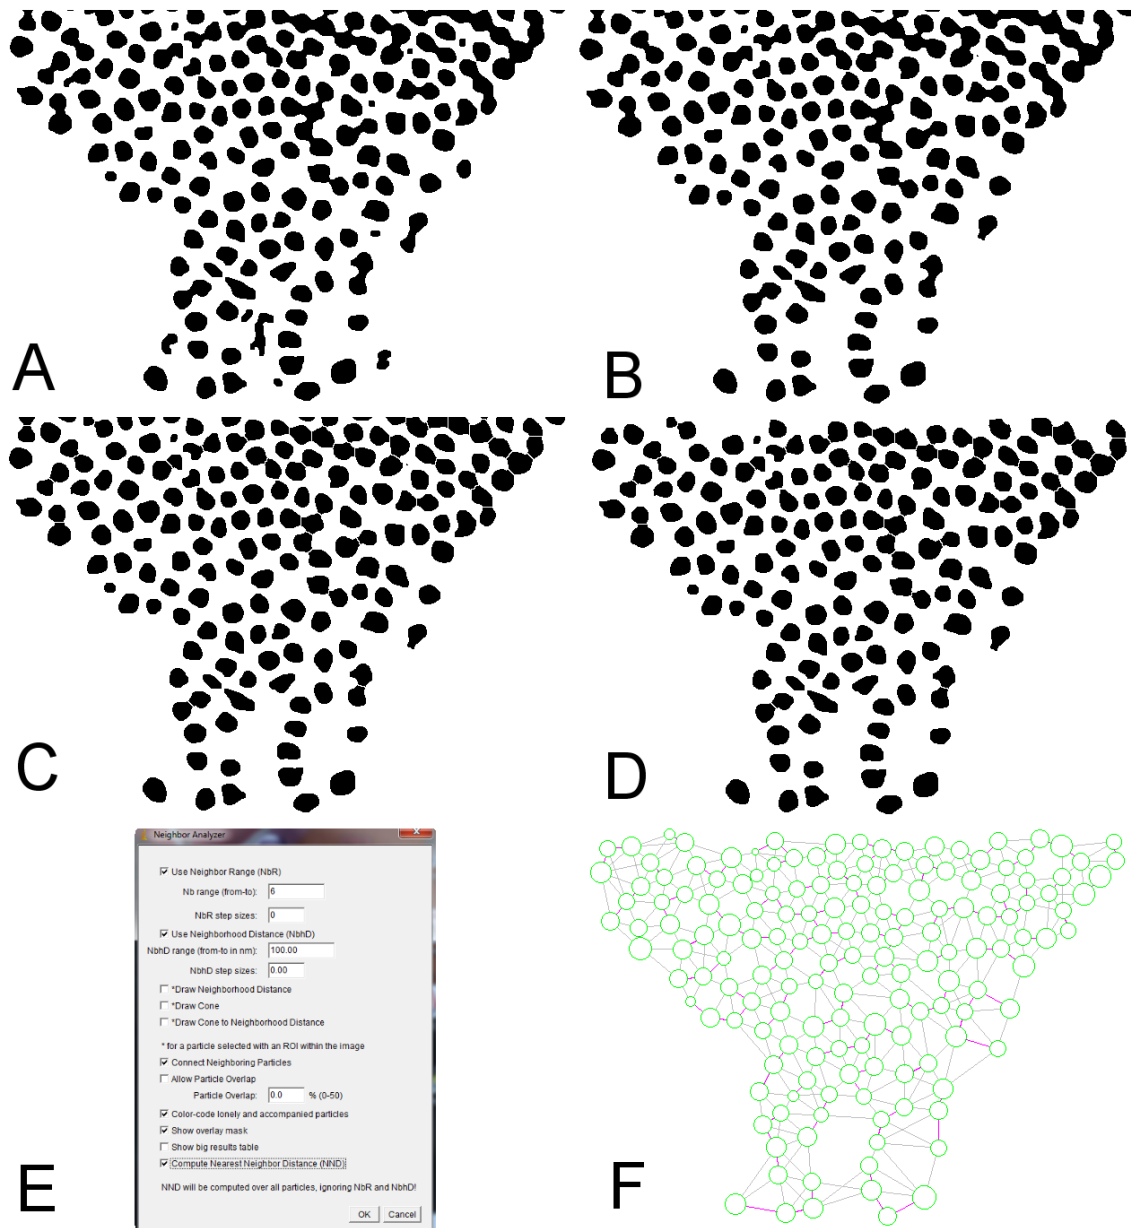 A
B
C
D
Neighbor Analyzer
Use Neighbor Range (NbR)
Nb range (from-to): 6
NbR step sizes: 0
Use Neighborhood Distance (NbhD)
NbhD range (from-to in nm): 100.00
NbhD step sizes: 0.00
*Draw Neighborhood Distance
*Draw Cone
*Draw Cone to Neighborhood Distance
* for a particle selected with an ROI within the image
Connect Neighboring Particles
Allow Particle Overlap
Particle Overlap: 0.0 % (0-50)
Color-code lonely and accompanied particles
Show overlay mask
Show big results table
Compute Nearest Neighbor Distance (NND)
NND will be computed over all particles, ignoring NbR and NbhD!
OK Cancel
E
F